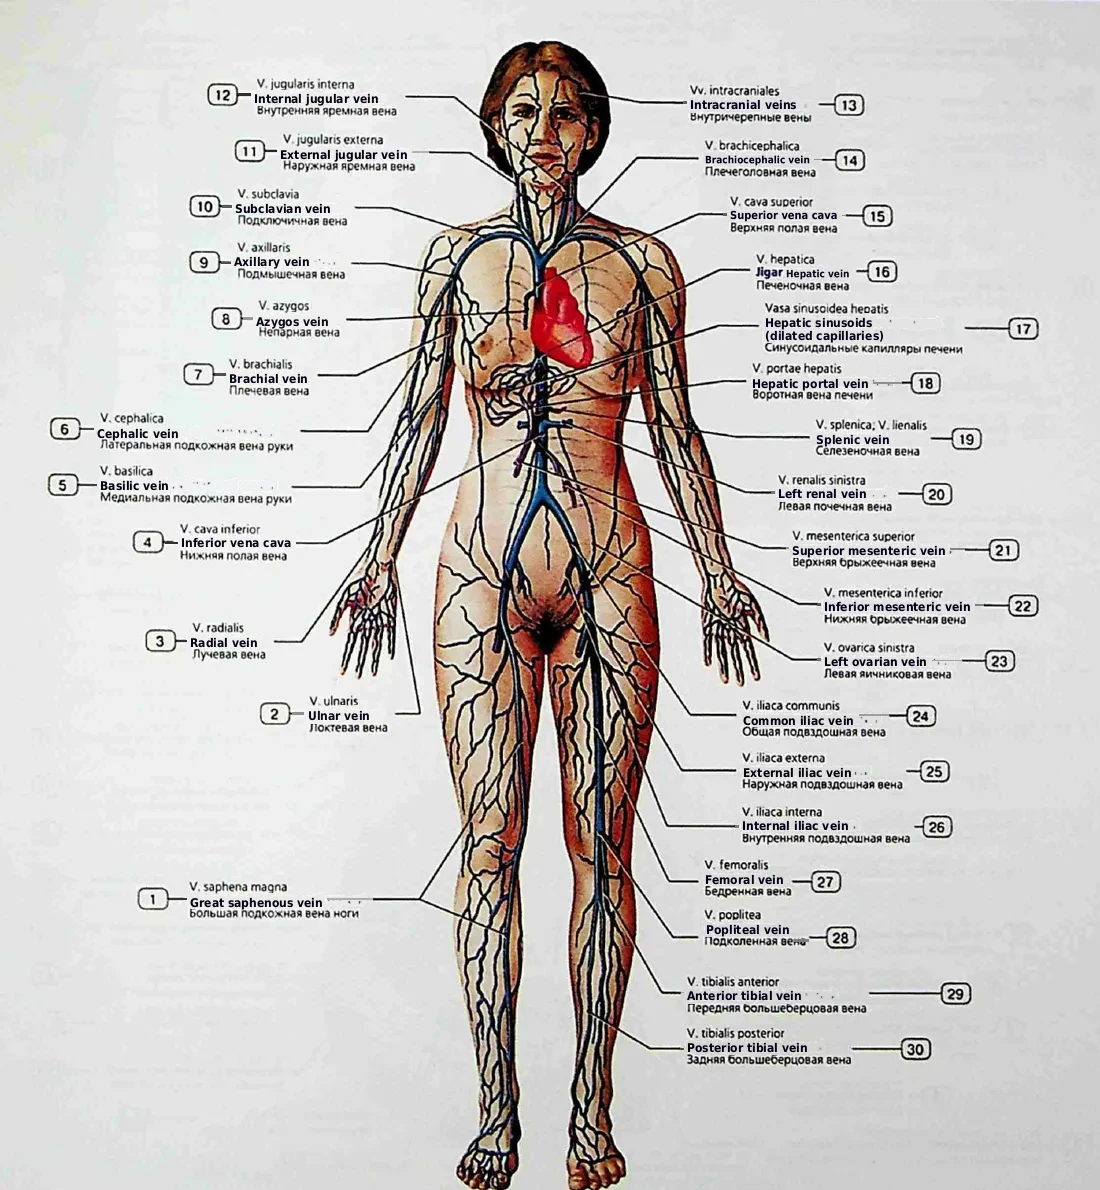 12
V. jugularis interna
Internal jugular vein
Внутренняя яремная вена
11
V. jugularis externa
External jugular vein
Наружная яремная вена
10
V. subclavia
Subclavian vein
Подключичная вена
9
V. axillaris
Axillary vein
Подмышечная вена
8
V. azygos
Azygos vein
Непарная вена
7
V. brachialis
Brachial vein
Плечевая вена
6
V. cephalica
Cephalic vein
Латеральная подкожная вена руки
5
V. basilica
Basilic vein
Медиальная подкожная вена руки
4
V. cava inferior
Inferior vena cava
Нижняя полая вена
3
V. radialis
Radial vein
Лучевая вена
2
V. ulnaris
Ulnar vein
Локтевая вена
1
V. saphena magna
Great saphenous vein
Большая подкожная вена ноги
Vv. intracraniales
Intracranial veins
Внутричерепные вены
13
V. brachicephalica
Brachiocephalic vein
Плечеголовная вена
14
V. cava superior
Superior vena cava
Верхняя полая вена
15
V. hepatica
Jigar Hepatic vein
Печеночная вена
16
Vasa sinusoidea hepatis
Hepatic sinusoids
(dilated capillaries)
Синусоидальные капилляры печени
17
V. portae hepatis
Hepatic portal vein
Воротная вена печени
18
V. splenica; V. lienalis
Splenic vein
Селезеночная вена
19
V. renalis sinistra
Left renal vein
Левая почечная вена
20
V. mesenterica superior
Superior mesenteric vein
Верхняя брыжеечная вена
21
V. mesenterica inferior
Inferior mesenteric vein
Нижняя брыжеечная вена
22
V. ovarica sinistra
Left ovarian vein
Левая яичниковая вена
23
V. iliaca communis
Common iliac vein
Общая подвздошная вена
24
V. iliaca externa
External iliac vein
Наружная подвздошная вена
25
V. iliaca interna
Internal iliac vein
Внутренняя подвздошная вена
26
V. femoralis
Femoral vein
Бедренная вена
27
V. poplitea
Popliteal vein
Подколенная вена
28
V. tibialis anterior
Anterior tibial vein
Передняя большеберцовая вена
29
V. tibialis posterior
Posterior tibial vein
Задняя большеберцовая вена
30